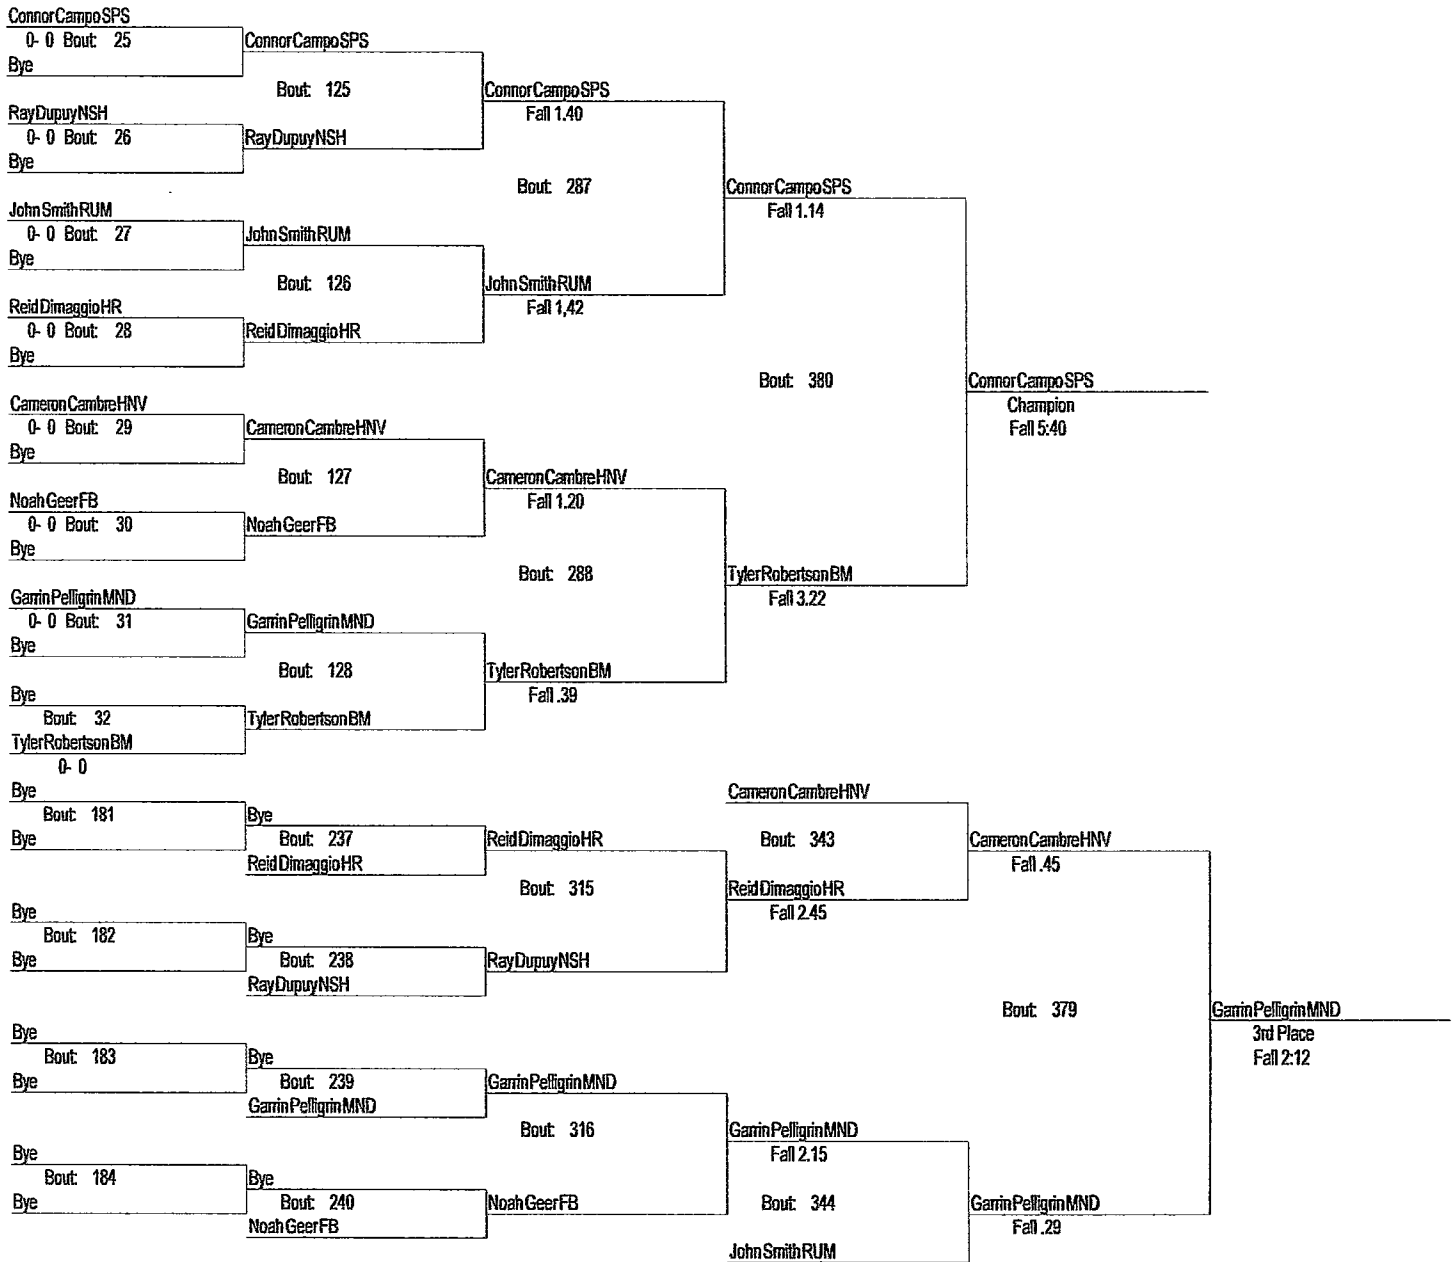 ConnorCampoSPS
0- 0 Bout: 25
Bye
ConnorCampoSPS
Bout: 125
RayDupuyNSH
0- 0 Bout: 26
Bye
RayDupuyNSH
ConnorCampoSPS
Fall 1.40
Bout: 287
JohnSmithRUM
0- 0 Bout: 27
Bye
JohnSmithRUM
Bout: 126
ReidDimaggioHR
0- 0 Bout: 28
Bye
ReidDimaggioHR
JohnSmithRUM
Fall 1,42
ConnorCampoSPS
Fall 1.14
Bout: 380
CameronCambreHNV
0- 0 Bout: 29
Bye
CameronCambreHNV
Bout: 127
NoahGeerFB
0- 0 Bout: 30
Bye
NoahGeerFB
CameronCambreHNV
Fall 1.20
Bout: 288
GarrinPelligrinMND
0- 0 Bout: 31
Bye
GarrinPelligrinMND
Bout: 128
Bye
Bout: 32
TylerRobertsonBM
0- 0
TylerRobertsonBM
TylerRobertsonBM
Fall .39
TylerRobertsonBM
Fall 3.22
ConnorCampoSPS
Champion
Fall 5:40
Bye
Bout: 181
Bye
Bye
Bout: 237
ReidDimaggioHR
ReidDimaggioHR
Bout: 315
Bye
Bout: 182
Bye
Bye
Bout: 238
RayDupuyNSH
RayDupuyNSH
CameronCambreHNV
Bout: 343
ReidDimaggioHR
Fall 2.45
CameronCambreHNV
Fall .45
Bout: 379
Bye
Bout: 183
Bye
Bye
Bout: 239
GarrinPelligrinMND
GarrinPelligrinMND
Bout: 316
Bye
Bout: 184
Bye
Bye
Bout: 240
NoahGeerFB
NoahGeerFB
GarrinPelligrinMND
Fall 2.15
Bout: 344
JohnSmithRUM
GarrinPelligrinMND
Fall .29
GarrinPelligrinMND
3rd Place
Fall 2:12